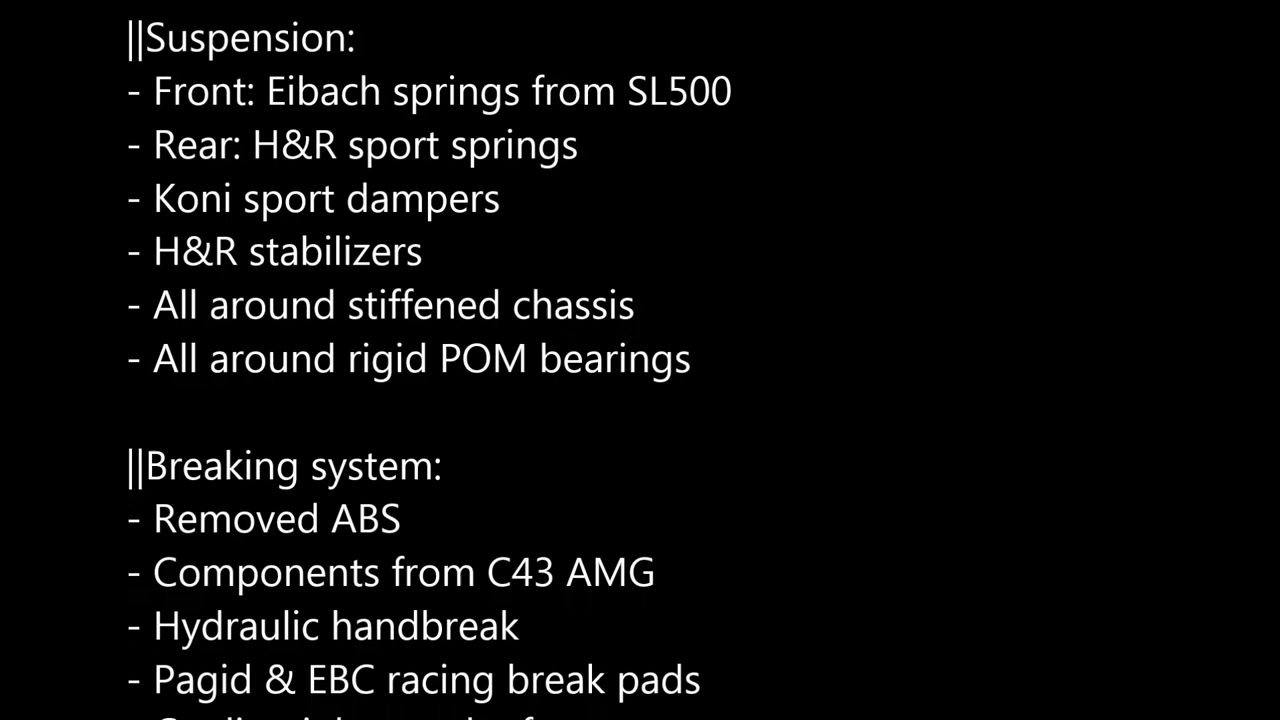 ||Suspension:
- Front: Eibach springs from SL500
- Rear: H&R sport springs
- Koni sport dampers
- H&R stabilizers
- All around stiffened chassis
- All around rigid POM bearings
||Breaking system:
- Removed ABS
- Components from C43 AMG
- Hydraulic handbreak
- Pagid & EBC racing break pads